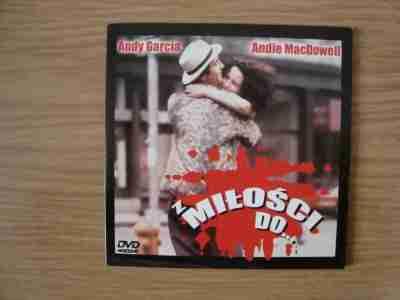 Andy Garcia Andie MacDowell
Z MIŁOŚCI
DO...
DVD